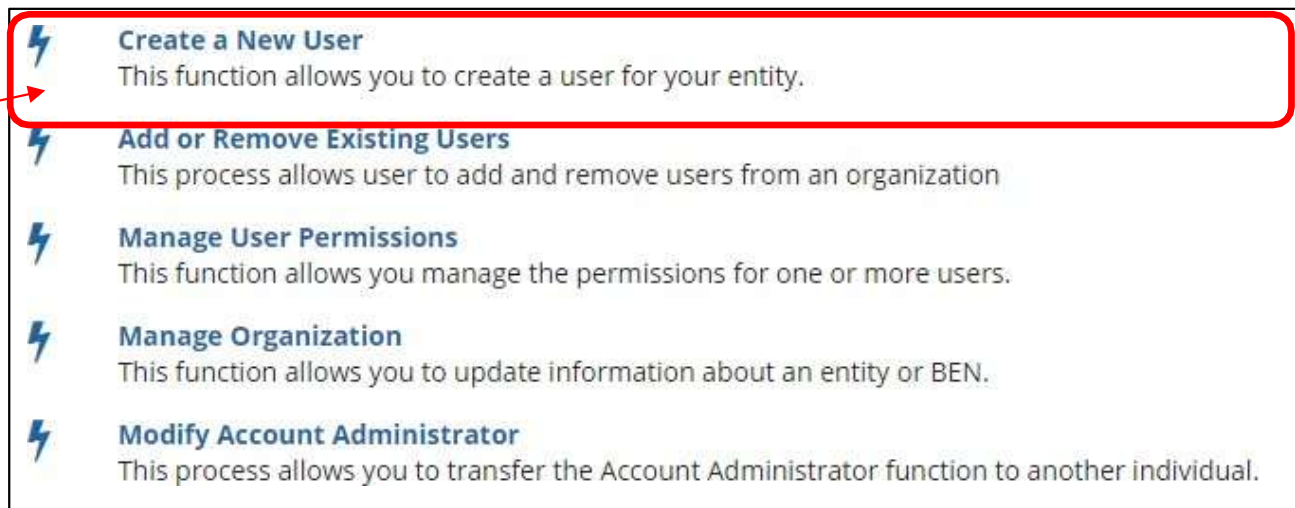 Create a New User
This function allows you to create a user for your entity.
Add or Remove Existing Users
This process allows user to add and remove users from an organization
Manage User Permissions
This function allows you manage the permissions for one or more users.
Manage Organization
This function allows you to update information about an entity or BEN.
Modify Account Administrator
This process allows you to transfer the Account Administrator function to another individual.